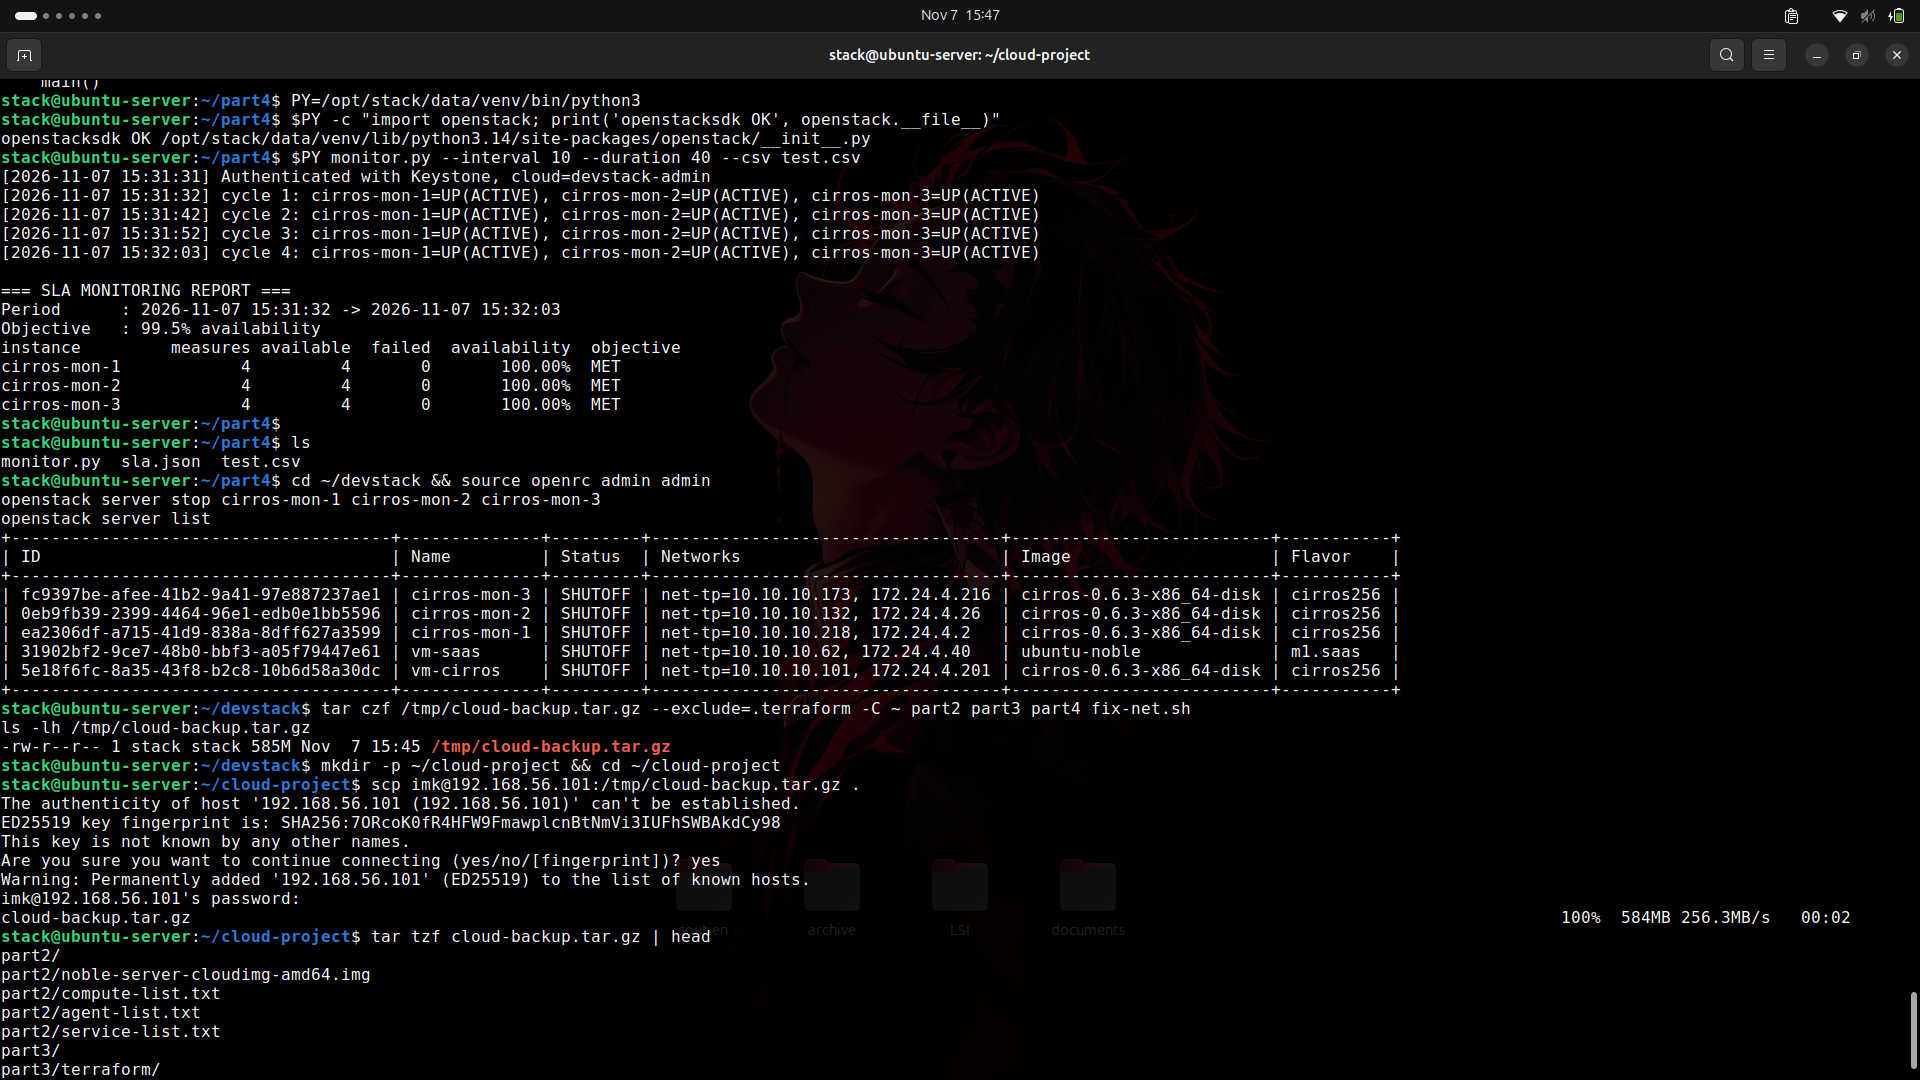 Nov 7 15:47
stack@ubuntu-server: ~/cloud-project
main()
stack@ubuntu-server:~/part4$ PY=/opt/stack/data/venv/bin/python3
stack@ubuntu-server:~/part4$ $PY -c "import openstack; print('openstacksdk OK', openstack.__file__)"
openstacksdk OK /opt/stack/data/venv/lib/python3.14/site-packages/openstack/__init__.py
stack@ubuntu-server:~/part4$ $PY monitor.py --interval 10 --duration 40 --csv test.csv
[2026-11-07 15:31:31] Authenticated with Keystone, cloud=devstack-admin
[2026-11-07 15:31:32] cycle 1: cirros-mon-1=UP(ACTIVE), cirros-mon-2=UP(ACTIVE), cirros-mon-3=UP(ACTIVE)
[2026-11-07 15:31:42] cycle 2: cirros-mon-1=UP(ACTIVE), cirros-mon-2=UP(ACTIVE), cirros-mon-3=UP(ACTIVE)
[2026-11-07 15:31:52] cycle 3: cirros-mon-1=UP(ACTIVE), cirros-mon-2=UP(ACTIVE), cirros-mon-3=UP(ACTIVE)
[2026-11-07 15:32:03] cycle 4: cirros-mon-1=UP(ACTIVE), cirros-mon-2=UP(ACTIVE), cirros-mon-3=UP(ACTIVE)
=== SLA MONITORING REPORT ===
Period      : 2026-11-07 15:31:32 -> 2026-11-07 15:32:03
Objective   : 99.5% availability
instance         measures available  failed  availability  objective
cirros-mon-1            4         4       0       100.00%  MET
cirros-mon-2            4         4       0       100.00%  MET
cirros-mon-3            4         4       0       100.00%  MET
stack@ubuntu-server:~/part4$
stack@ubuntu-server:~/part4$ ls
monitor.py  sla.json  test.csv
stack@ubuntu-server:~/part4$ cd ~/devstack && source openrc admin admin
openstack server stop cirros-mon-1 cirros-mon-2 cirros-mon-3
openstack server list
+--------------------------------------+--------------+---------+-----------------------------------+--------------------------+-----------+
| ID                                   | Name         | Status  | Networks                          | Image                    | Flavor    |
+--------------------------------------+--------------+---------+-----------------------------------+--------------------------+-----------+
| fc9397be-afee-41b2-9a41-97e887237ae1 | cirros-mon-3 | SHUTOFF | net-tp=10.10.10.173, 172.24.4.216 | cirros-0.6.3-x86_64-disk | cirros256 |
| 0eb9fb39-2399-4464-96e1-edb0e1bb5596 | cirros-mon-2 | SHUTOFF | net-tp=10.10.10.132, 172.24.4.26  | cirros-0.6.3-x86_64-disk | cirros256 |
| ea2306df-a715-41d9-838a-8dff627a3599 | cirros-mon-1 | SHUTOFF | net-tp=10.10.10.218, 172.24.4.2   | cirros-0.6.3-x86_64-disk | cirros256 |
| 31902bf2-9ce7-48b0-bbf3-a05f79447e61 | vm-saas      | SHUTOFF | net-tp=10.10.10.62, 172.24.4.40   | ubuntu-noble             | m1.saas   |
| 5e18f6fc-8a35-43f8-b2c8-10b6d58a30dc | vm-cirros    | SHUTOFF | net-tp=10.10.10.101, 172.24.4.201 | cirros-0.6.3-x86_64-disk | cirros256 |
+--------------------------------------+--------------+---------+-----------------------------------+--------------------------+-----------+
stack@ubuntu-server:~/devstack$ tar czf /tmp/cloud-backup.tar.gz --exclude=.terraform -C ~ part2 part3 part4 fix-net.sh
ls -lh /tmp/cloud-backup.tar.gz
-rw-r--r-- 1 stack stack 585M Nov  7 15:45 /tmp/cloud-backup.tar.gz
stack@ubuntu-server:~/devstack$ mkdir -p ~/cloud-project && cd ~/cloud-project
stack@ubuntu-server:~/cloud-project$ scp imk@192.168.56.101:/tmp/cloud-backup.tar.gz .
The authenticity of host '192.168.56.101 (192.168.56.101)' can't be established.
ED25519 key fingerprint is: SHA256:7ORcoK0fR4HFW9FmawplcnBtNmVi3IUFhSWBAkdCy98
This key is not known by any other names.
Are you sure you want to continue connecting (yes/no/[fingerprint])? yes
Warning: Permanently added '192.168.56.101' (ED25519) to the list of known hosts.
imk@192.168.56.101's password:
cloud-backup.tar.gz 100%  584MB 256.3MB/s   00:02
stack@ubuntu-server:~/cloud-project$ tar tzf cloud-backup.tar.gz | head
archive LSI documents
part2/
part2/noble-server-cloudimg-amd64.img
part2/compute-list.txt
part2/agent-list.txt
part2/service-list.txt
part3/
part3/terraform/